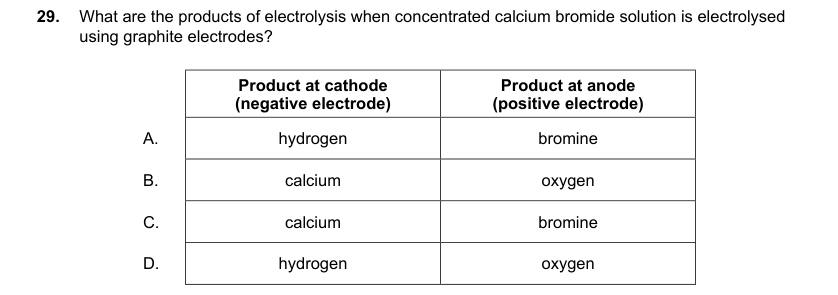 29. What are the products of electrolysis when concentrated calcium bromide solution is electrolysed
using graphite electrodes?
Product at cathode
(negative electrode)
Product at anode
(positive electrode)
A. hydrogen bromine
B. calcium oxygen
C. calcium bromine
D. hydrogen oxygen